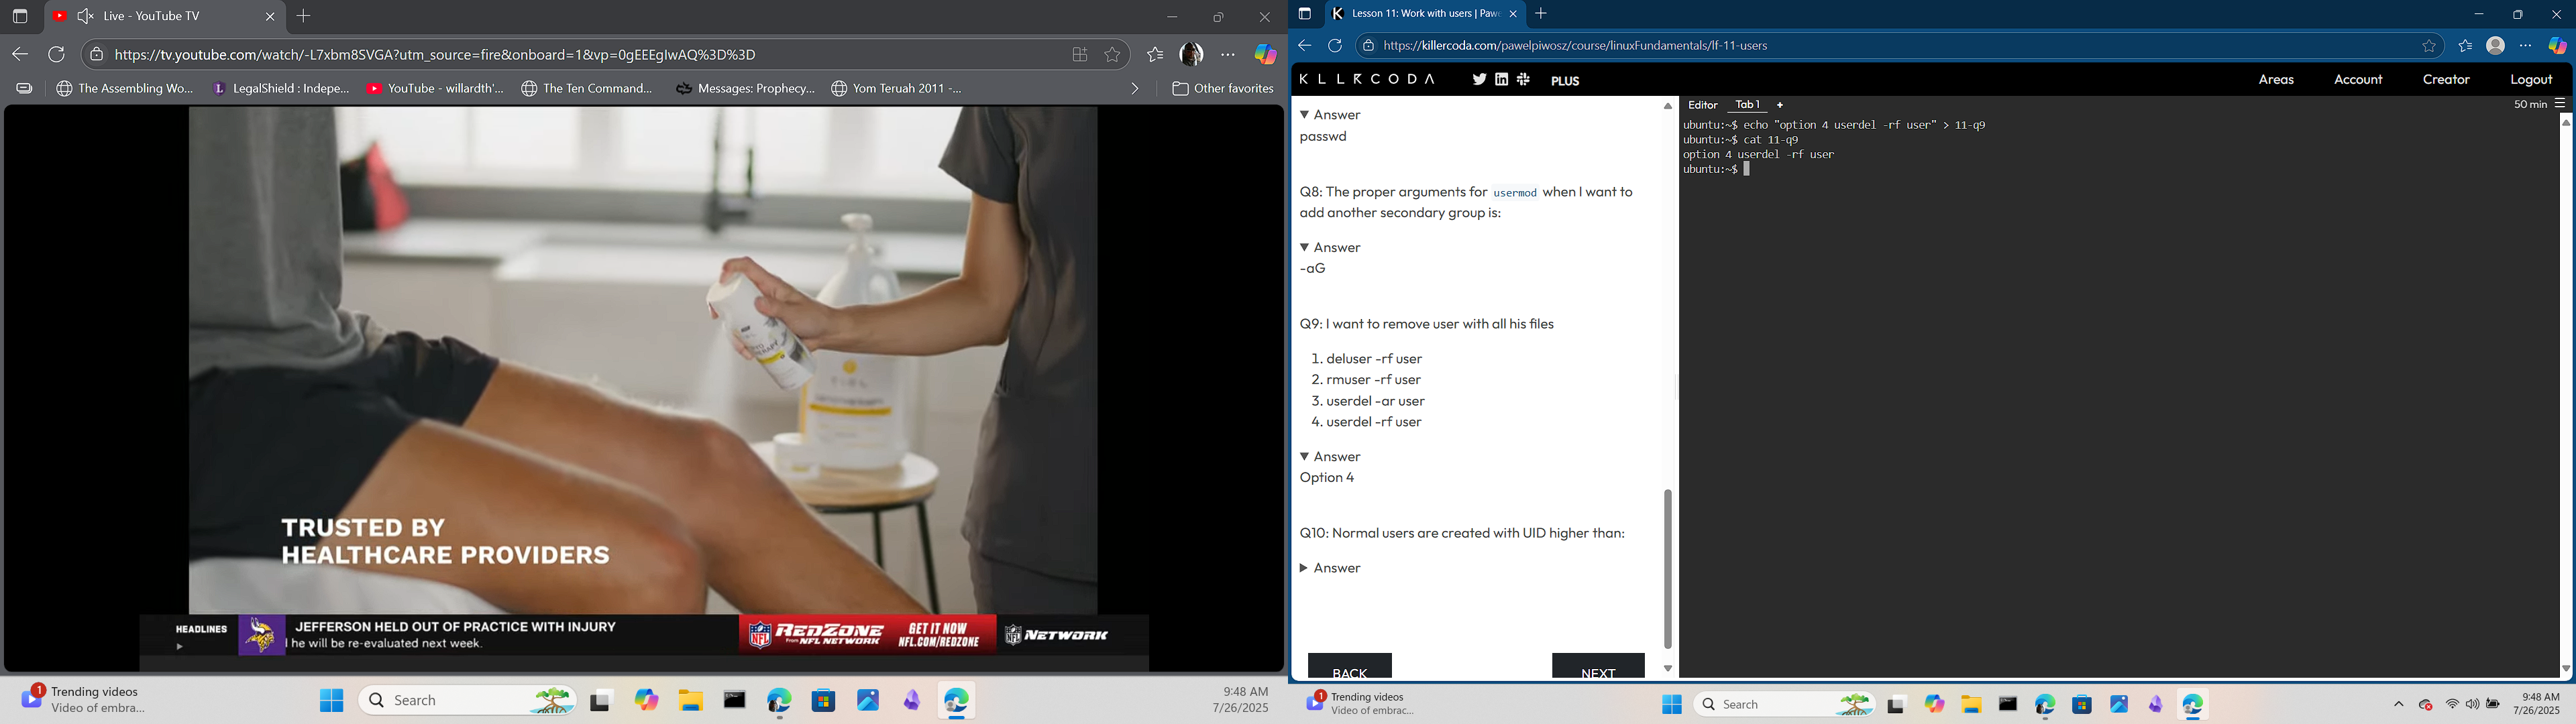 Live - YouTube TV
https://tv.youtube.com/watch/-L7xbm8SVGA?utm_source=fire&onboard=1&vp=0gEEEglwAQ%3D%3D
The Assembling Wo...
LegalShield : Indepe...
YouTube - willardth'...
The Ten Command...
Messages: Prophecy...
Yom Teruah 2011 -...
Other favorites
TRUSTED BY
HEALTHCARE PROVIDERS
HEADLINES
JEFFERSON HELD OUT OF PRACTICE WITH INJURY
he will be re-evaluated next week.
NFL REDZONE
From NFL NETWORK
GET IT NOW
NFL.COM/REDZONE
NFL NETWORK
1
Trending videos
Video of embra...
Search
9:48 AM
7/26/2025
Lesson 11: Work with users | Paw
https://killercoda.com/pawelpiwosz/course/linuxFundamentals/lf-11-users
KILLERCODA
PLUS
Areas
Account
Creator
Logout
▼ Answer
passwd
Q8: The proper arguments for usermod when I want to
add another secondary group is:
▼ Answer
-aG
Q9: I want to remove user with all his files
1. deluser -rf user
2. rmuser -rf user
3. userdel -ar user
4. userdel -rf user
▼ Answer
Option 4
Q10: Normal users are created with UID higher than:
▶ Answer
BACK
NEXT
Editor
Tab 1
+
50 min
ubuntu:~$ echo "option 4 userdel -rf user" > 11-q9
ubuntu:~$ cat 11-q9
option 4 userdel -rf user
ubuntu:~$
1
Trending videos
Video of embrac...
Search
9:48 AM
7/26/2025